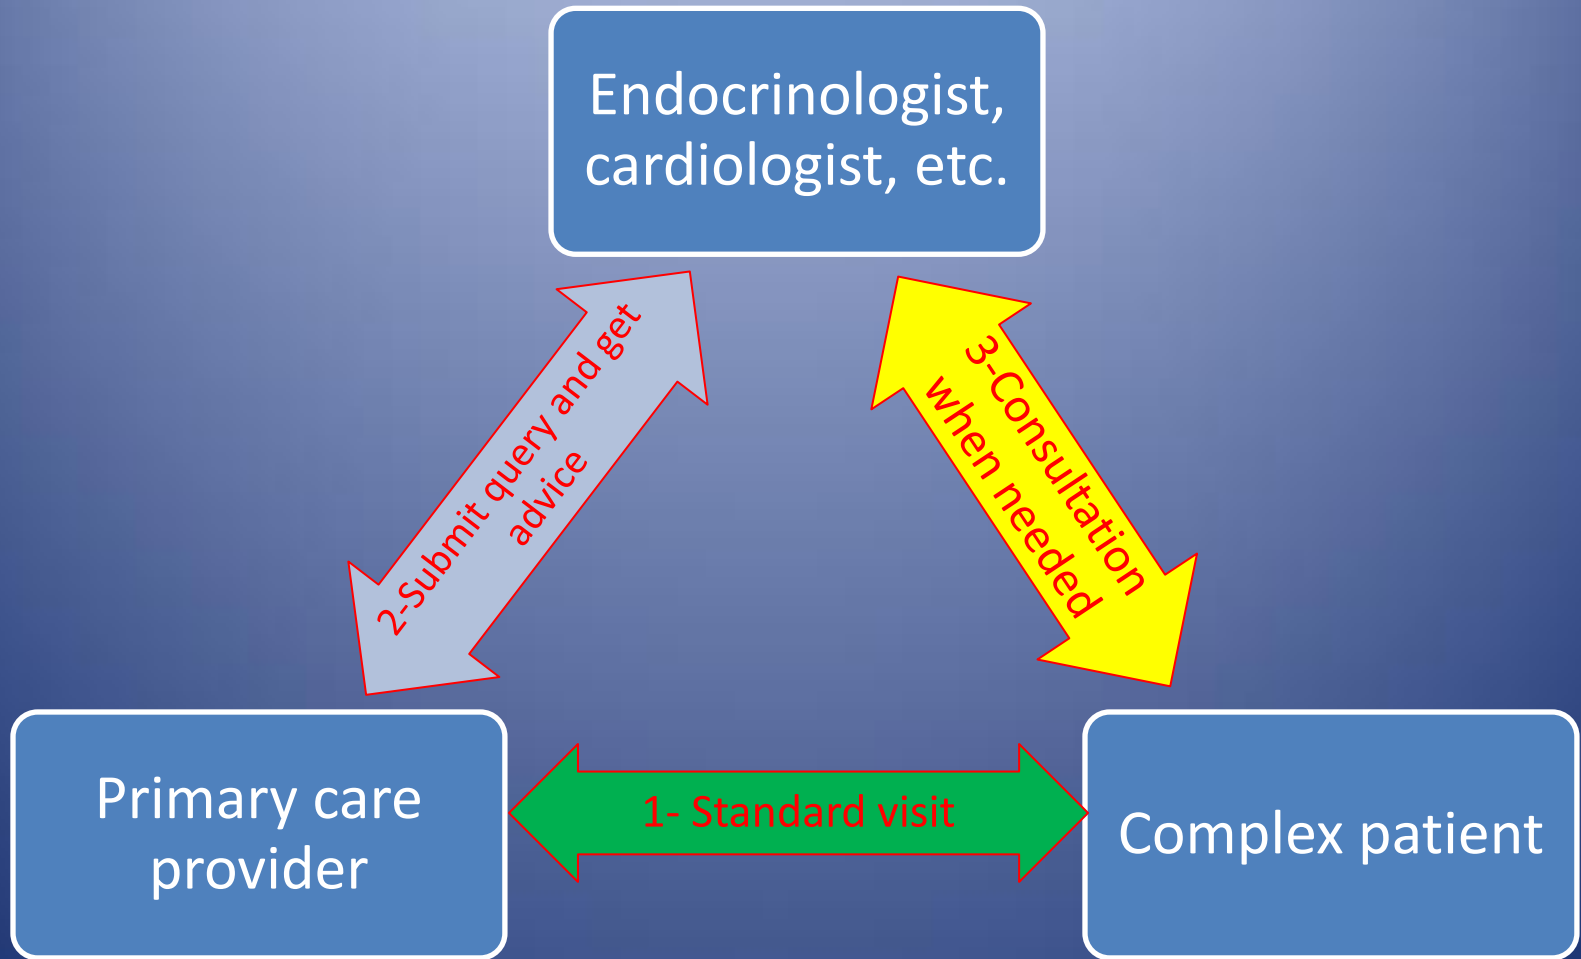 Endocrinologist,
cardiologist, etc.
2-Submit query and get
advice
3-Consultation
when needed
Primary care
provider
1- Standard visit
Complex patient